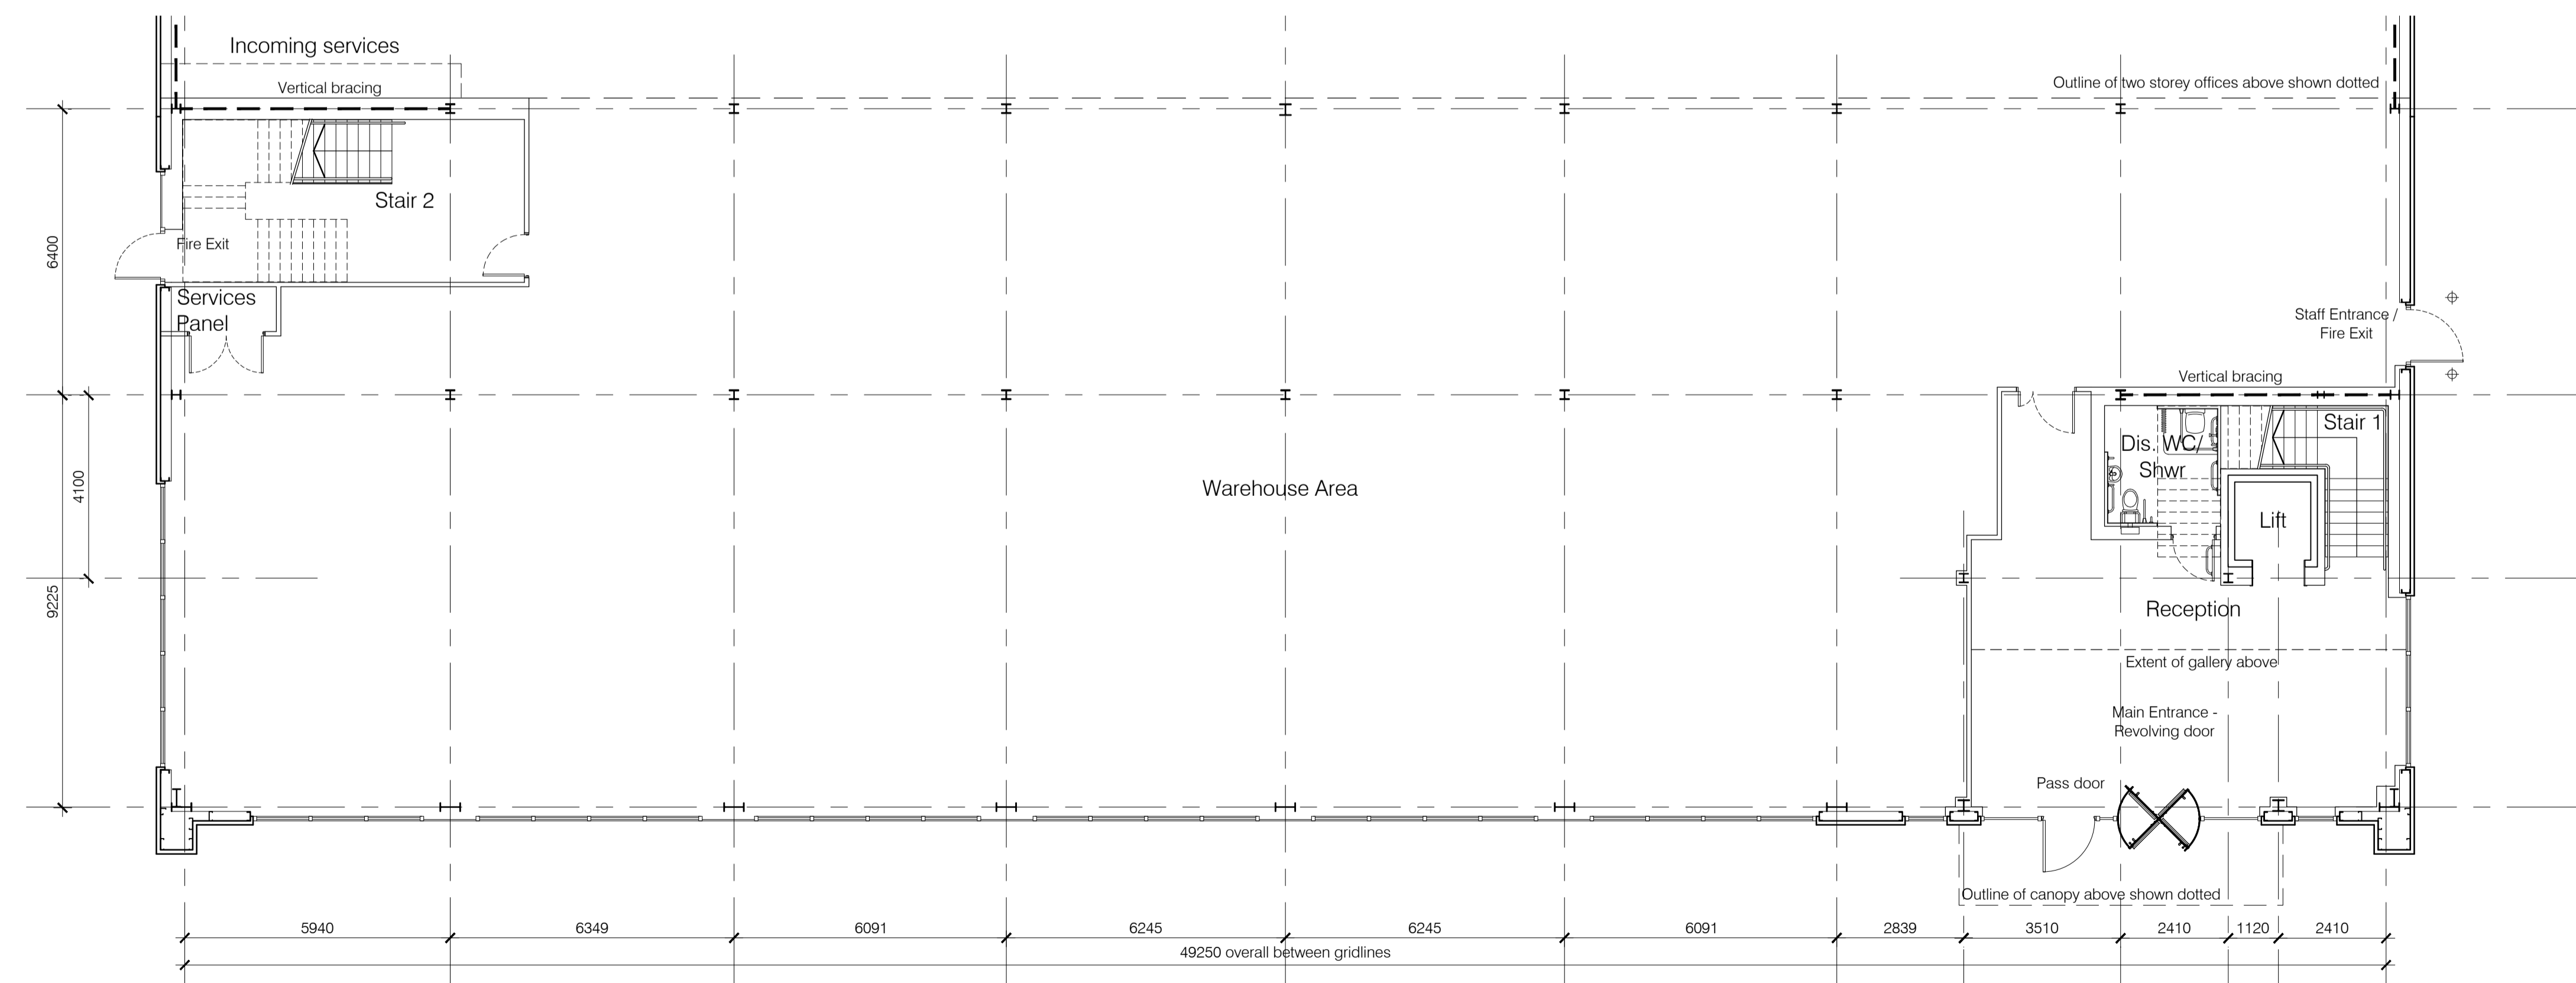 Incoming services
Vertical bracing
Outline of two storey offices above shown dotted
Stair 2
6400
Fire Exit
Services
Panel
Staff Entrance /
Fire Exit
Vertical bracing
Stair 1
Dis. WC/
Shwr
4100
Warehouse Area
Lift
9225
Reception
Extent of gallery above
Main Entrance -
Revolving door
Pass door
Outline of canopy above shown dotted
5940 6349 6091 6245 6245 6091 2839 3510 2410 1120 2410
49250 overall between gridlines